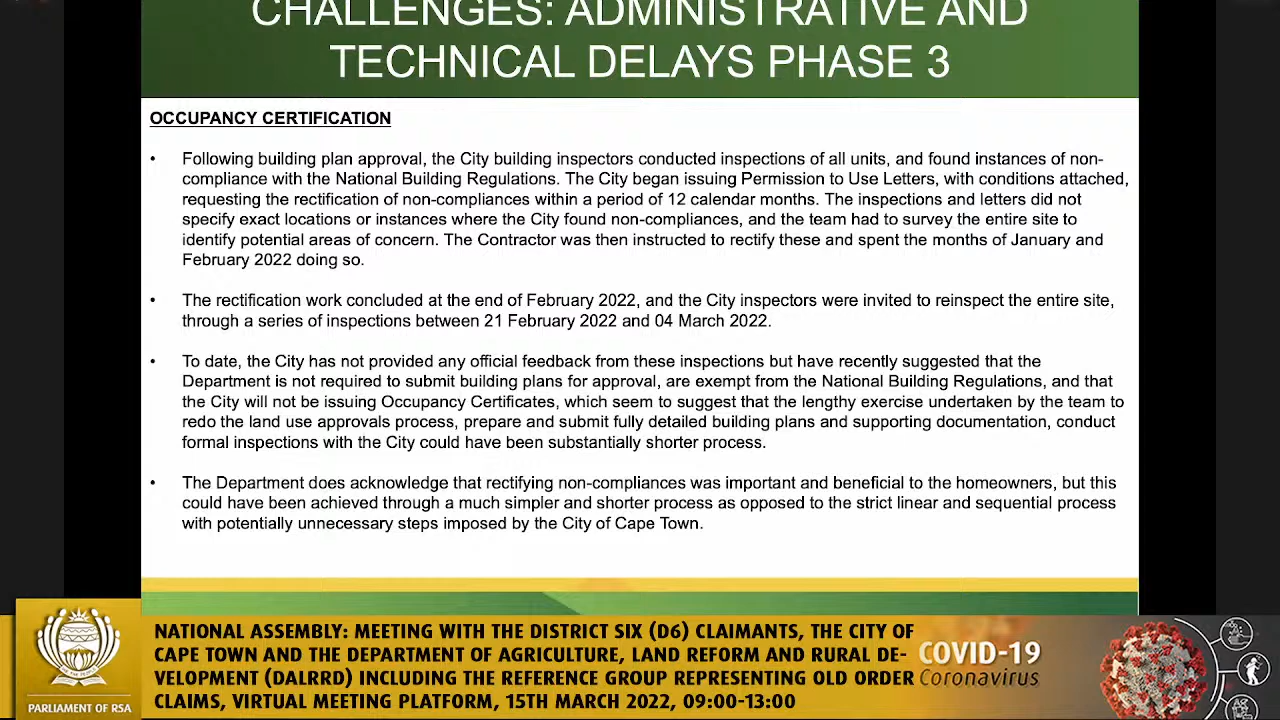 CHALLENGES: ADMINISTRATIVE AND
TECHNICAL DELAYS PHASE 3
OCCUPANCY CERTIFICATION
• Following building plan approval, the City building inspectors conducted inspections of all units, and found instances of non-
compliance with the National Building Regulations. The City began issuing Permission to Use Letters, with conditions attached,
requesting the rectification of non-compliances within a period of 12 calendar months. The inspections and letters did not
specify exact locations or instances where the City found non-compliances, and the team had to survey the entire site to
identify potential areas of concern. The Contractor was then instructed to rectify these and spent the months of January and
February 2022 doing so.
• The rectification work concluded at the end of February 2022, and the City inspectors were invited to reinspect the entire site,
through a series of inspections between 21 February 2022 and 04 March 2022.
• To date, the City has not provided any official feedback from these inspections but have recently suggested that the
Department is not required to submit building plans for approval, are exempt from the National Building Regulations, and that
the City will not be issuing Occupancy Certificates, which seem to suggest that the lengthy exercise undertaken by the team to
redo the land use approvals process, prepare and submit fully detailed building plans and supporting documentation, conduct
formal inspections with the City could have been substantially shorter process.
• The Department does acknowledge that rectifying non-compliances was important and beneficial to the homeowners, but this
could have been achieved through a much simpler and shorter process as opposed to the strict linear and sequential process
with potentially unnecessary steps imposed by the City of Cape Town.
NATIONAL ASSEMBLY: MEETING WITH THE DISTRICT SIX (D6) CLAIMANTS, THE CITY OF
CAPE TOWN AND THE DEPARTMENT OF AGRICULTURE, LAND REFORM AND RURAL DE-
VELOPMENT (DALRRD) INCLUDING THE REFERENCE GROUP REPRESENTING OLD ORDER
CLAIMS, VIRTUAL MEETING PLATFORM, 15TH MARCH 2022, 09:00-13:00
PARLIAMENT OF RSA
COVID-19
Coronavirus